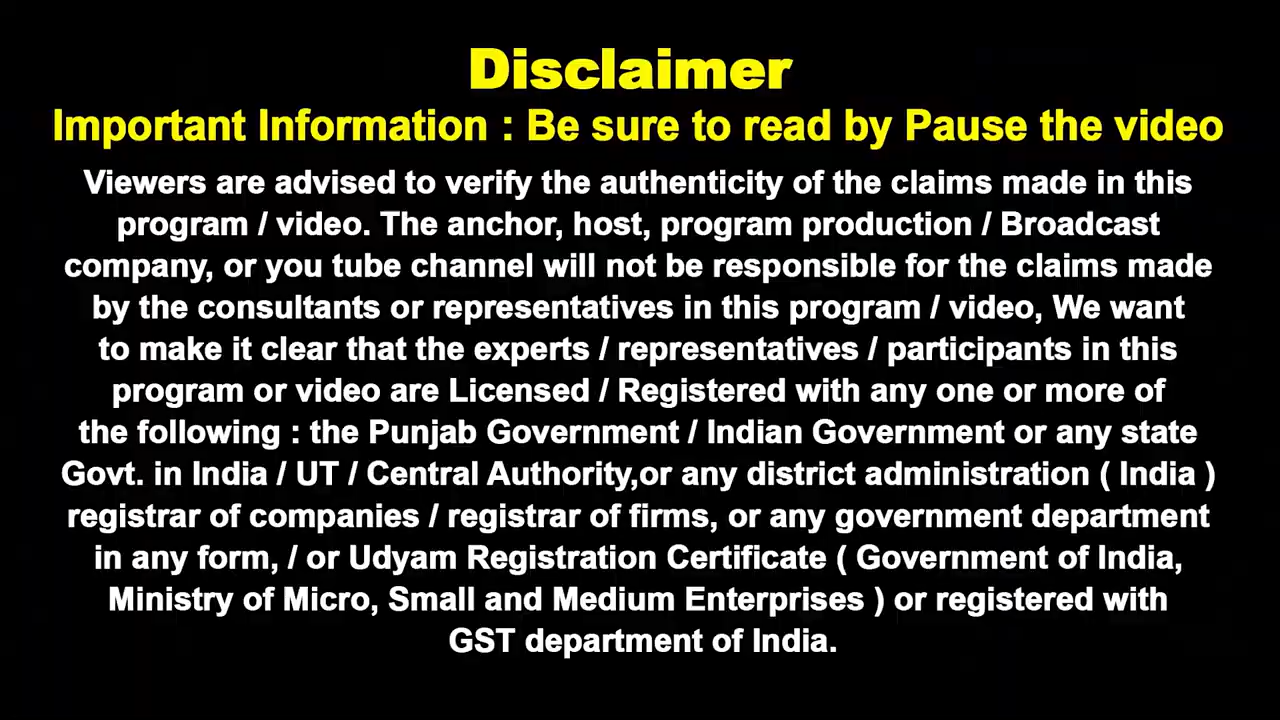 Disclaimer
Important Information : Be sure to read by Pause the video
Viewers are advised to verify the authenticity of the claims made in this
program / video. The anchor, host, program production / Broadcast
company, or you tube channel will not be responsible for the claims made
by the consultants or representatives in this program / video, We want
to make it clear that the experts / representatives / participants in this
program or video are Licensed / Registered with any one or more of
the following : the Punjab Government / Indian Government or any state
Govt. in India / UT / Central Authority,or any district administration ( India )
registrar of companies / registrar of firms, or any government department
in any form, / or Udyam Registration Certificate ( Government of India,
Ministry of Micro, Small and Medium Enterprises ) or registered with
GST department of India.